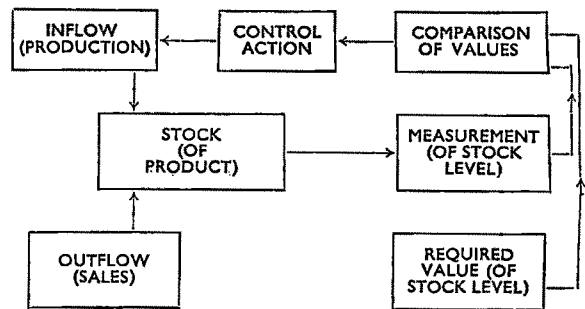 INFLOW
(PRODUCTION)
CONTROL
ACTION
COMPARISON
OF VALUES
STOCK
(OF
PRODUCT)
MEASUREMENT
(OF STOCK
LEVEL)
OUTFLOW
(SALES)
REQUIRED
VALUE (OF
STOCK LEVEL)